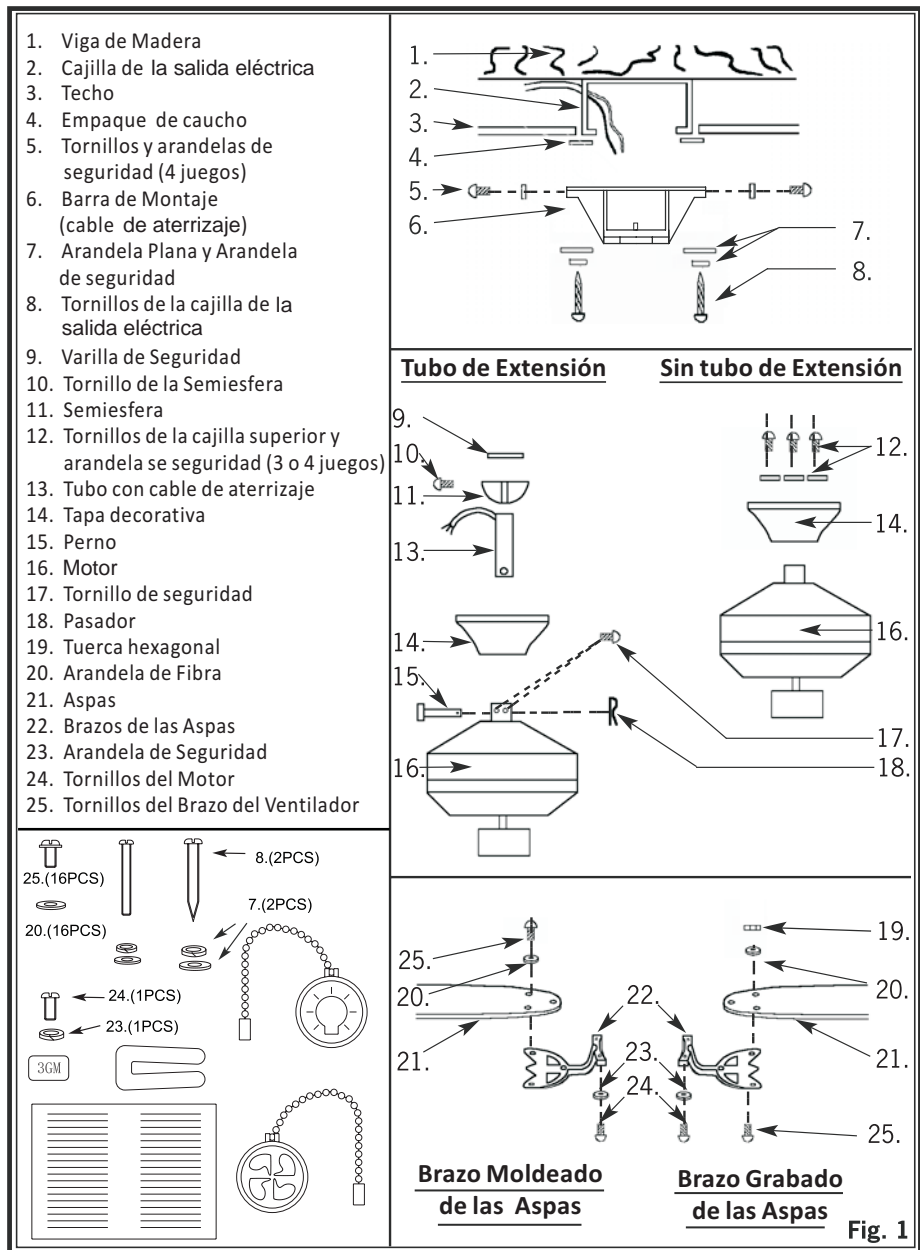 1. Viga de Madera
2. Cajilla de la salida eléctrica
3. Techo
4. Empaque de caucho
5. Tornillos y arandelas de
seguridad (4 juegos)
6. Barra de Montaje
(cable de aterrizaje)
7. Arandela Plana y Arandela
de seguridad
8. Tornillos de la cajilla de la
salida eléctrica
9. Varilla de Seguridad
10. Tornillo de la Semiesfera
11. Semiesfera
12. Tornillos de la cajilla superior y
arandela se seguridad (3 o 4 juegos)
13. Tubo con cable de aterrizaje
14. Tapa decorativa
15. Perno
16. Motor
17. Tornillo de seguridad
18. Pasador
19. Tuerca hexagonal
20. Arandela de Fibra
21. Aspas
22. Brazos de las Aspas
23. Arandela de Seguridad
24. Tornillos del Motor
25. Tornillos del Brazo del Ventilador
25.(16PCS)
8.(2PCS)
20.(16PCS)
7.(2PCS)
24.(1PCS)
23.(1PCS)
3GM
1.
2.
3.
4.
5.
6.
7.
8.
Tubo de Extensión
9.
10.
11.
13.
14.
15.
16.
17.
18.
Sin tubo de Extensión
12.
14.
16.
25.
20.
21.
22.
23.
24.
19.
20.
21.
25.
Brazo Moldeado
de las Aspas
Brazo Grabado
de las Aspas
Fig. 1